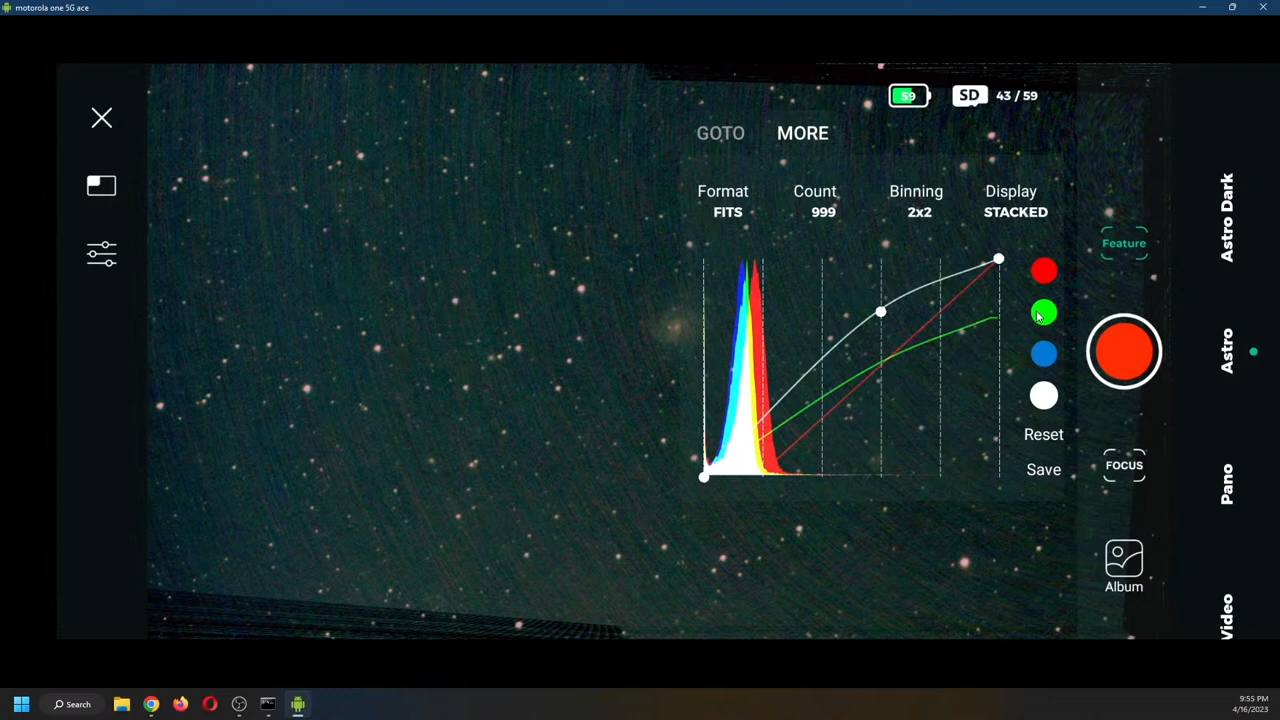 motorola one 5G ace
59
SD 43 / 59
GOTO MORE
Format Count Binning Display
FITS 999 2x2 STACKED
Reset
Save
Feature
FOCUS
Album
Astro Dark
Astro
Pano
Video
Search
9:55 PM
4/16/2023